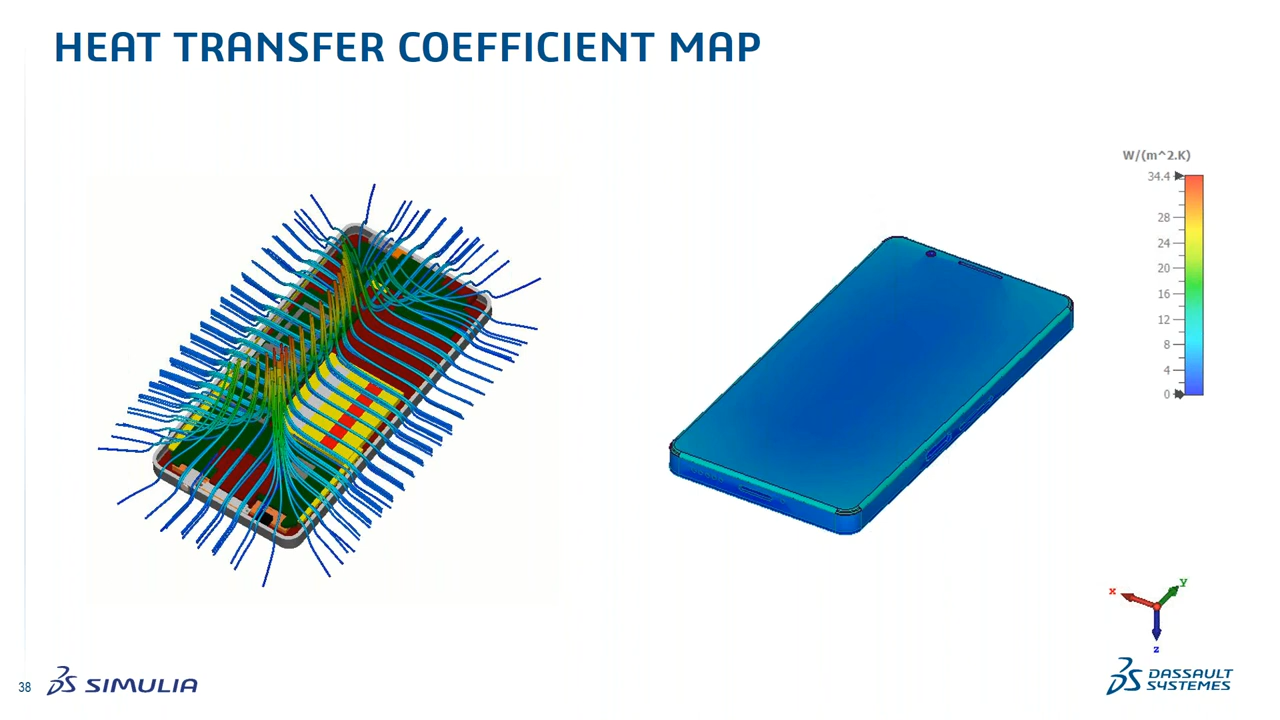 HEAT TRANSFER COEFFICIENT MAP
W/(m^2.K)
34.4
28
24
20
16
12
8
4
0
x
y
z
38
SIMULIA
DASSAULT
SYSTEMES